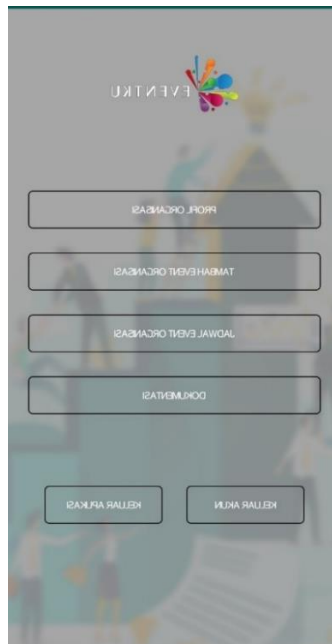 EVENTKU
PROFIL ORGANISASI
TAMBAH EVENT ORGANISASI
JADWAL EVENT ORGANISASI
DOKUMENTASI
KELUAR AKUN
KELUAR APLIKASI